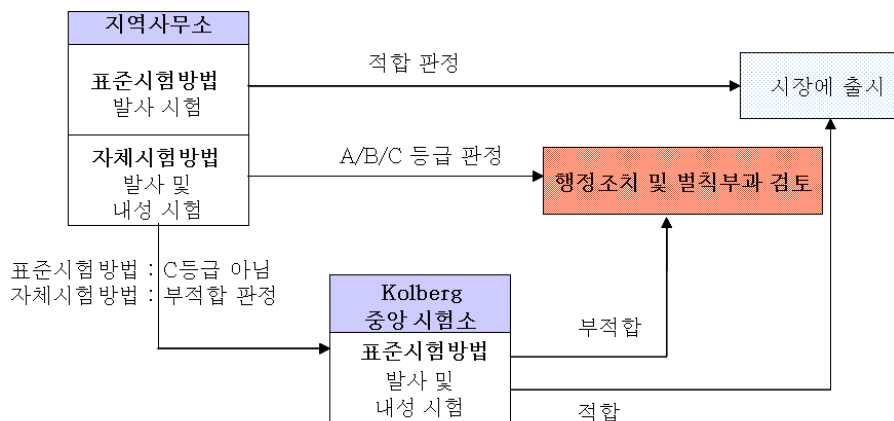 지역사무소
표준시험방법
발사 시험
적합 판정
시장에 출시
자체시험방법
발사 및
내성 시험
A/B/C 등급 판정
행정조치 및 벌칙부과 검토
표준시험방법 : C등급 아님
자체시험방법 : 부적합 판정
Kolberg
중앙 시험소
표준시험방법
발사 및
내성 시험
부적합
적합